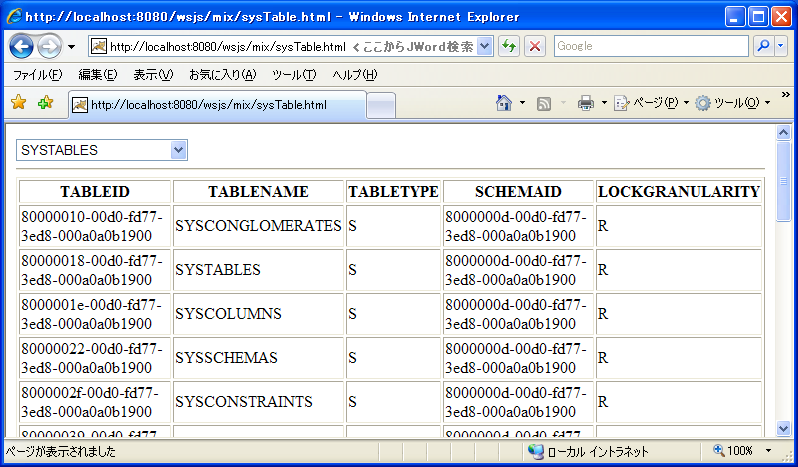 http://localhost:8080/wsjs/mix/sysTable.html - Windows Internet Explorer
http://localhost:8080/wsjs/mix/sysTable.html くここからJWord検索 Google
ファイル(F) 編集(E) 表示(V) お気に入り(A) ツール(T) ヘルプ(H)
http://localhost:8080/wsjs/mix/sysTable.html ページ(P) ツール(O) »
SYSTABLES
TABLEID TABLENAME TABLETYPE SCHEMAID LOCKGRANULARITY
80000010-00d0-fd77- 8000000d-00d0-fd77-
SYSCONGLOMERATES S R
3ed8-000a0a0b1900 3ed8-000a0a0b1900
80000018-00d0-fd77- 8000000d-00d0-fd77-
SYSTABLES S R
3ed8-000a0a0b1900 3ed8-000a0a0b1900
8000001e-00d0-fd77- 8000000d-00d0-fd77-
SYSCOLUMNS S R
3ed8-000a0a0b1900 3ed8-000a0a0b1900
80000022-00d0-fd77- 8000000d-00d0-fd77-
SYSSCHEMAS S R
3ed8-000a0a0b1900 3ed8-000a0a0b1900
8000002f-00d0-fd77- 8000000d-00d0-fd77-
SYSCONSTRAINTS S R
3ed8-000a0a0b1900 3ed8-000a0a0b1900
80000039-00d0-fd77- 8000000d-00d0-fd77-
ページが表示されました ローカル イントラネット 100%